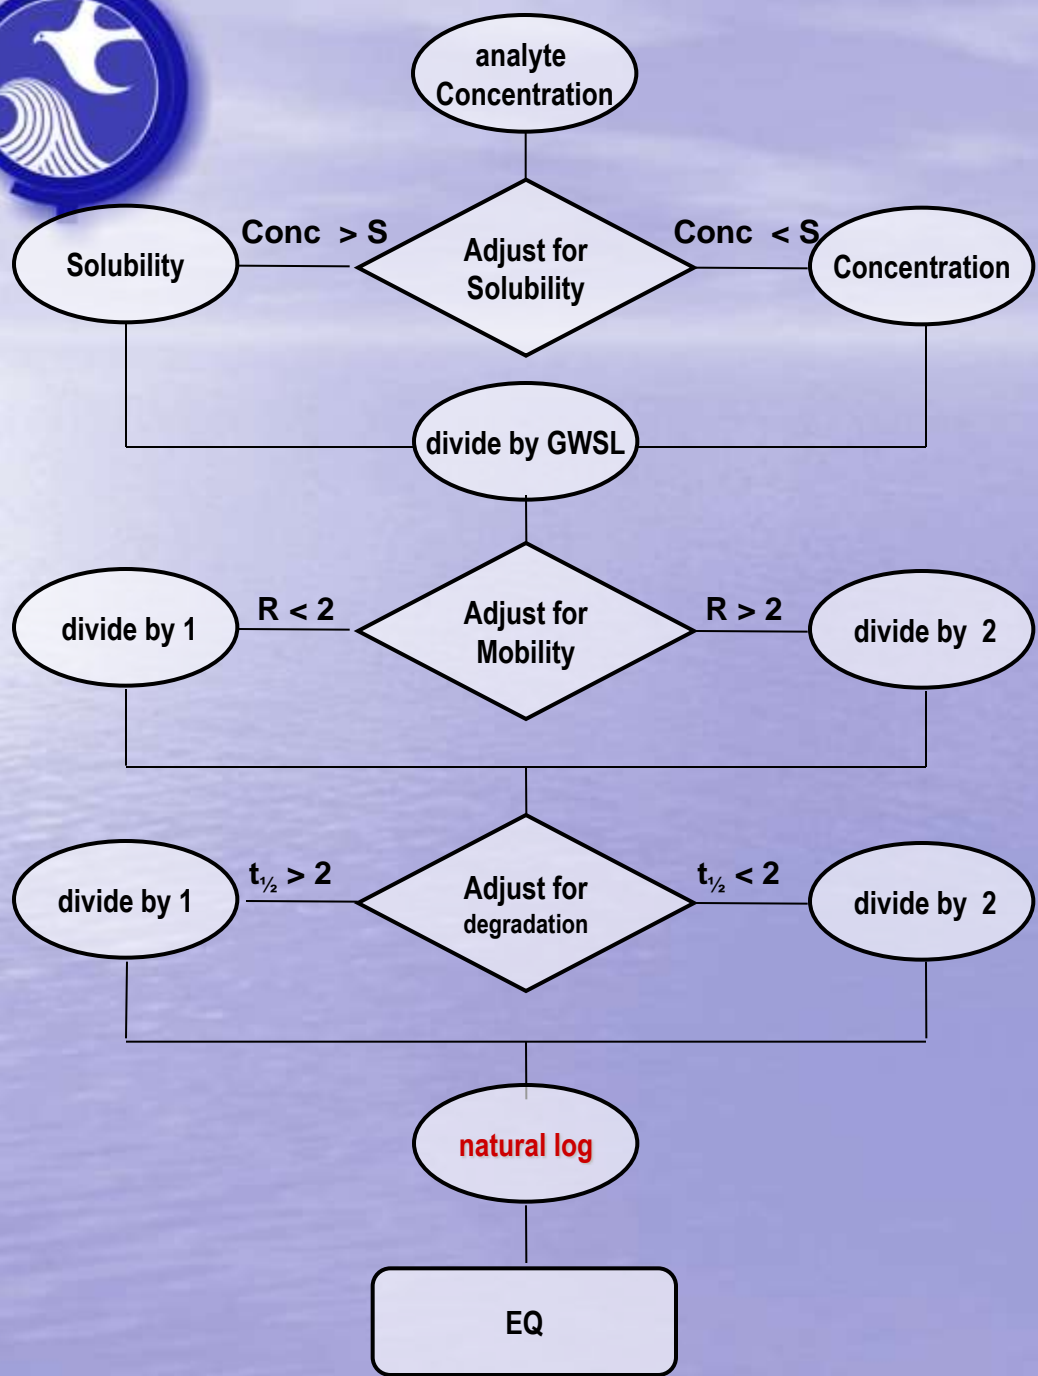 analyte
Concentration
Conc > S
Conc < S
Solubility
Adjust for
Solubility
Concentration
divide by GWSL
R < 2
R > 2
divide by 1
Adjust for
Mobility
divide by 2
t½ > 2
t½ < 2
divide by 1
Adjust for
degradation
divide by 2
natural log
EQ